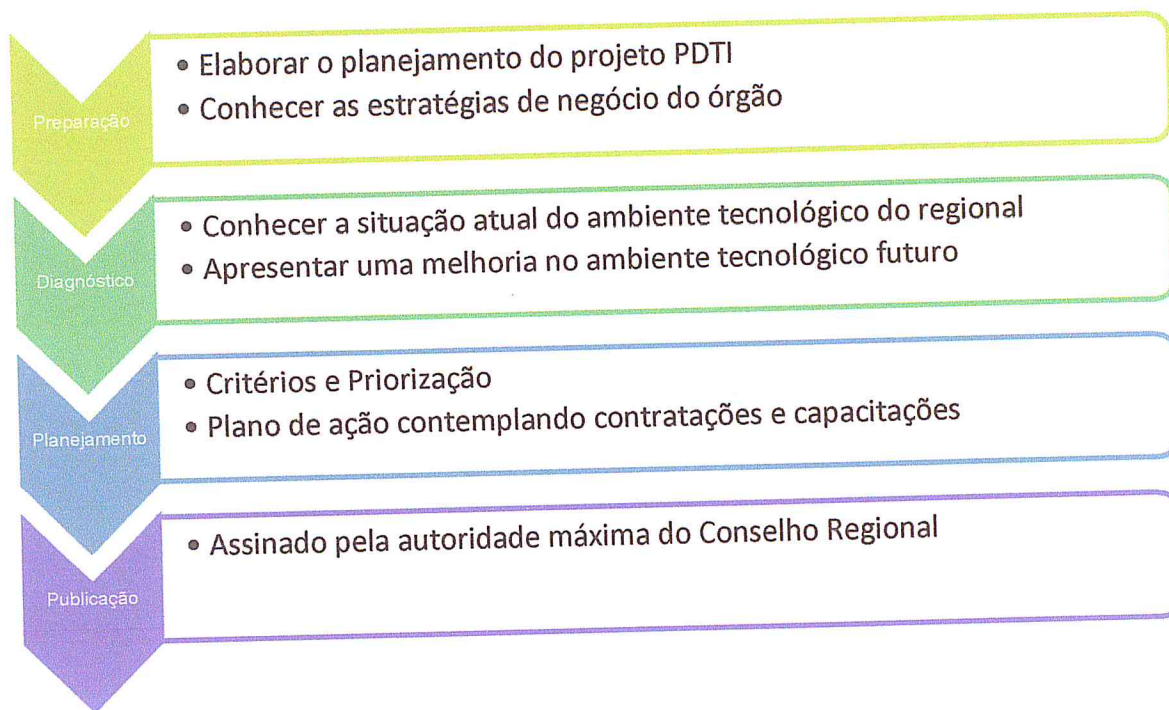 Preparação
• Elaborar o planejamento do projeto PDTI
• Conhecer as estratégias de negócio do órgão
Diagnóstico
• Conhecer a situação atual do ambiente tecnológico do regional
• Apresentar uma melhoria no ambiente tecnológico futuro
Planejamento
• Critérios e Priorização
• Plano de ação contemplando contratações e capacitações
Publicação
• Assinado pela autoridade máxima do Conselho Regional